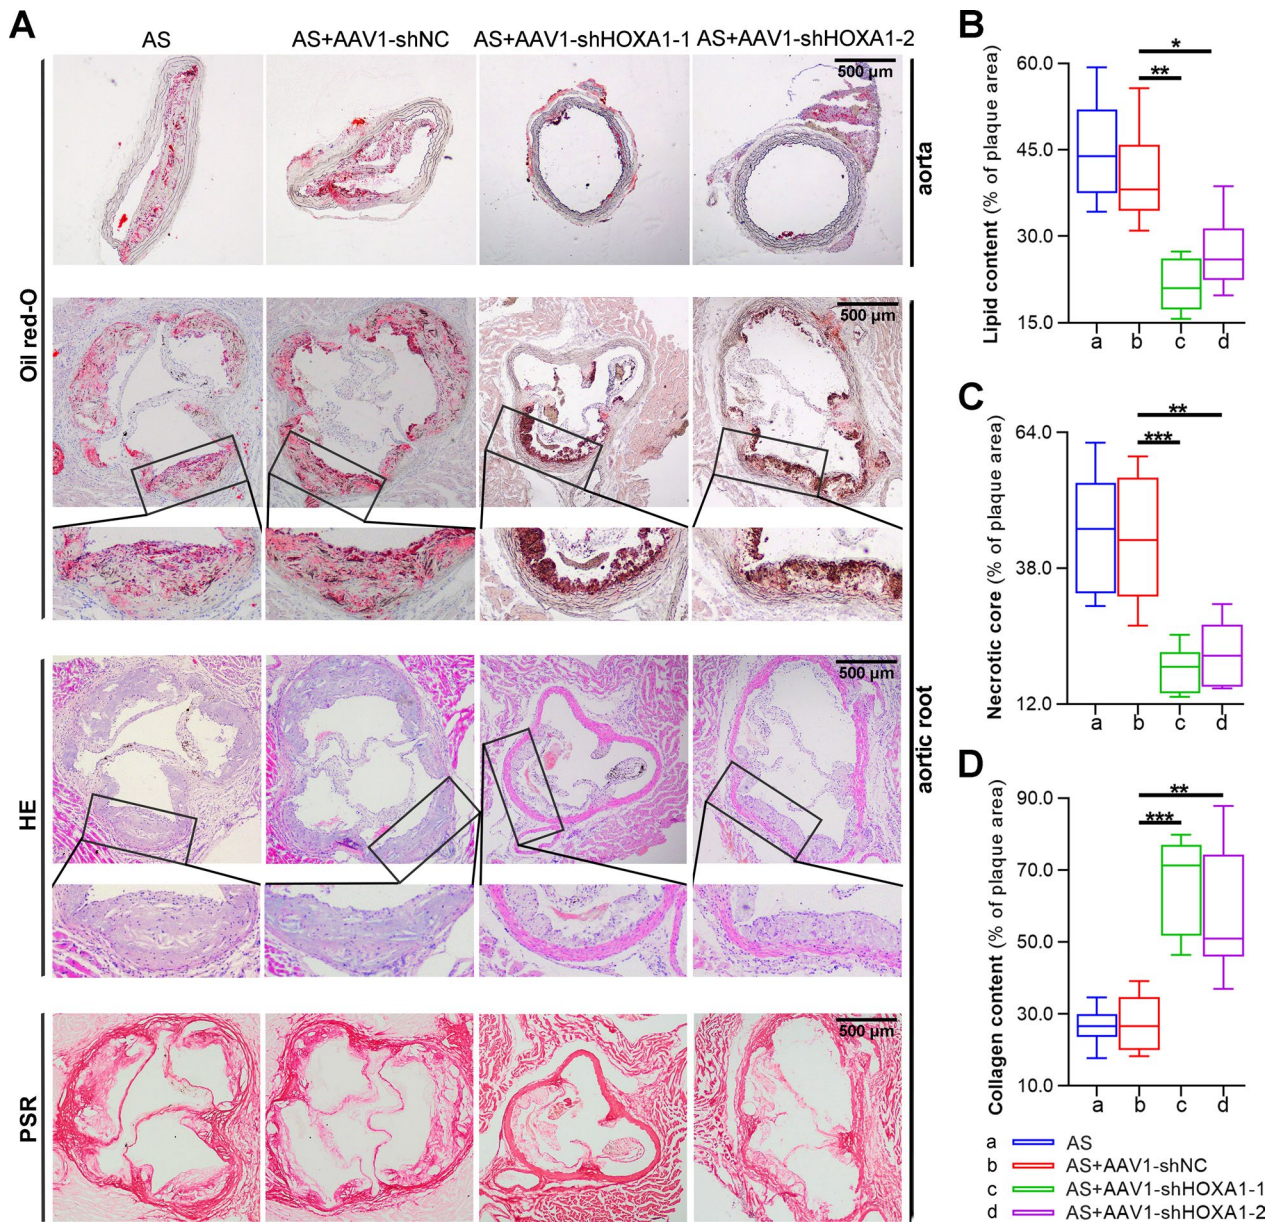 A
AS
AS+AAV1-shNC
AS+AAV1-shHOXA1-1
AS+AAV1-shHOXA1-2
500 µm
aorta
Oil red-O
500 µm
aortic root
HE
500 µm
PSR
500 µm
B
Lipid content (% of plaque area)
60.0
45.0
30.0
15.0
*
**
a b c d
C
Necrotic core (% of plaque area)
64.0
38.0
12.0
**
***
a b c d
D
Collagen content (% of plaque area)
90.0
70.0
50.0
30.0
10.0
**
***
a b c d
a AS
b AS+AAV1-shNC
c AS+AAV1-shHOXA1-1
d AS+AAV1-shHOXA1-2